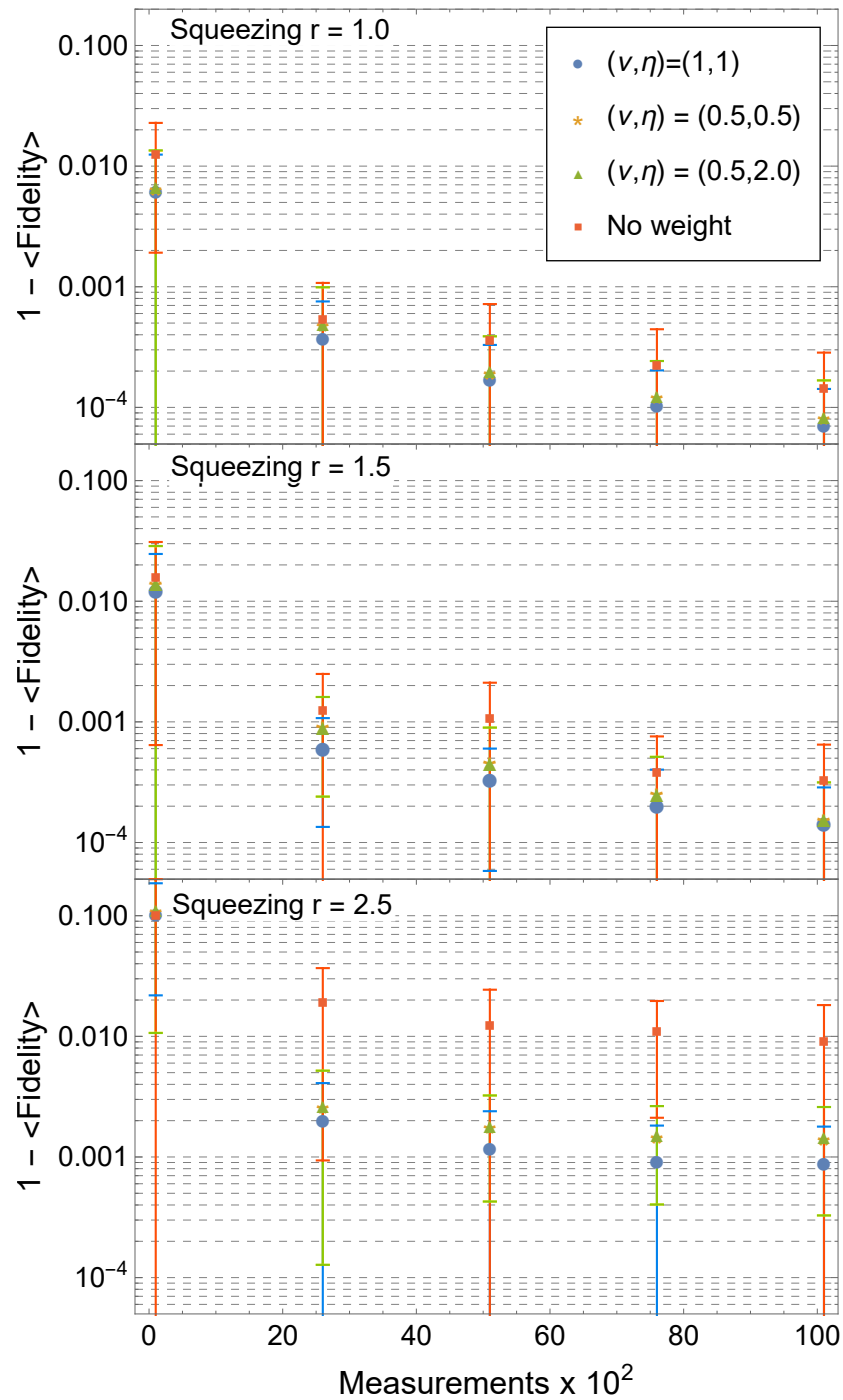 Squeezing r = 1.0
(ν,η)=(1,1)
(ν,η) = (0.5,0.5)
(ν,η) = (0.5,2.0)
No weight
1 − <Fidelity>
0.100
0.010
0.001
10⁻⁴
Squeezing r = 1.5
1 − <Fidelity>
0.100
0.010
0.001
10⁻⁴
Squeezing r = 2.5
1 − <Fidelity>
0.100
0.010
0.001
10⁻⁴
0 20 40 60 80 100
Measurements x 10²